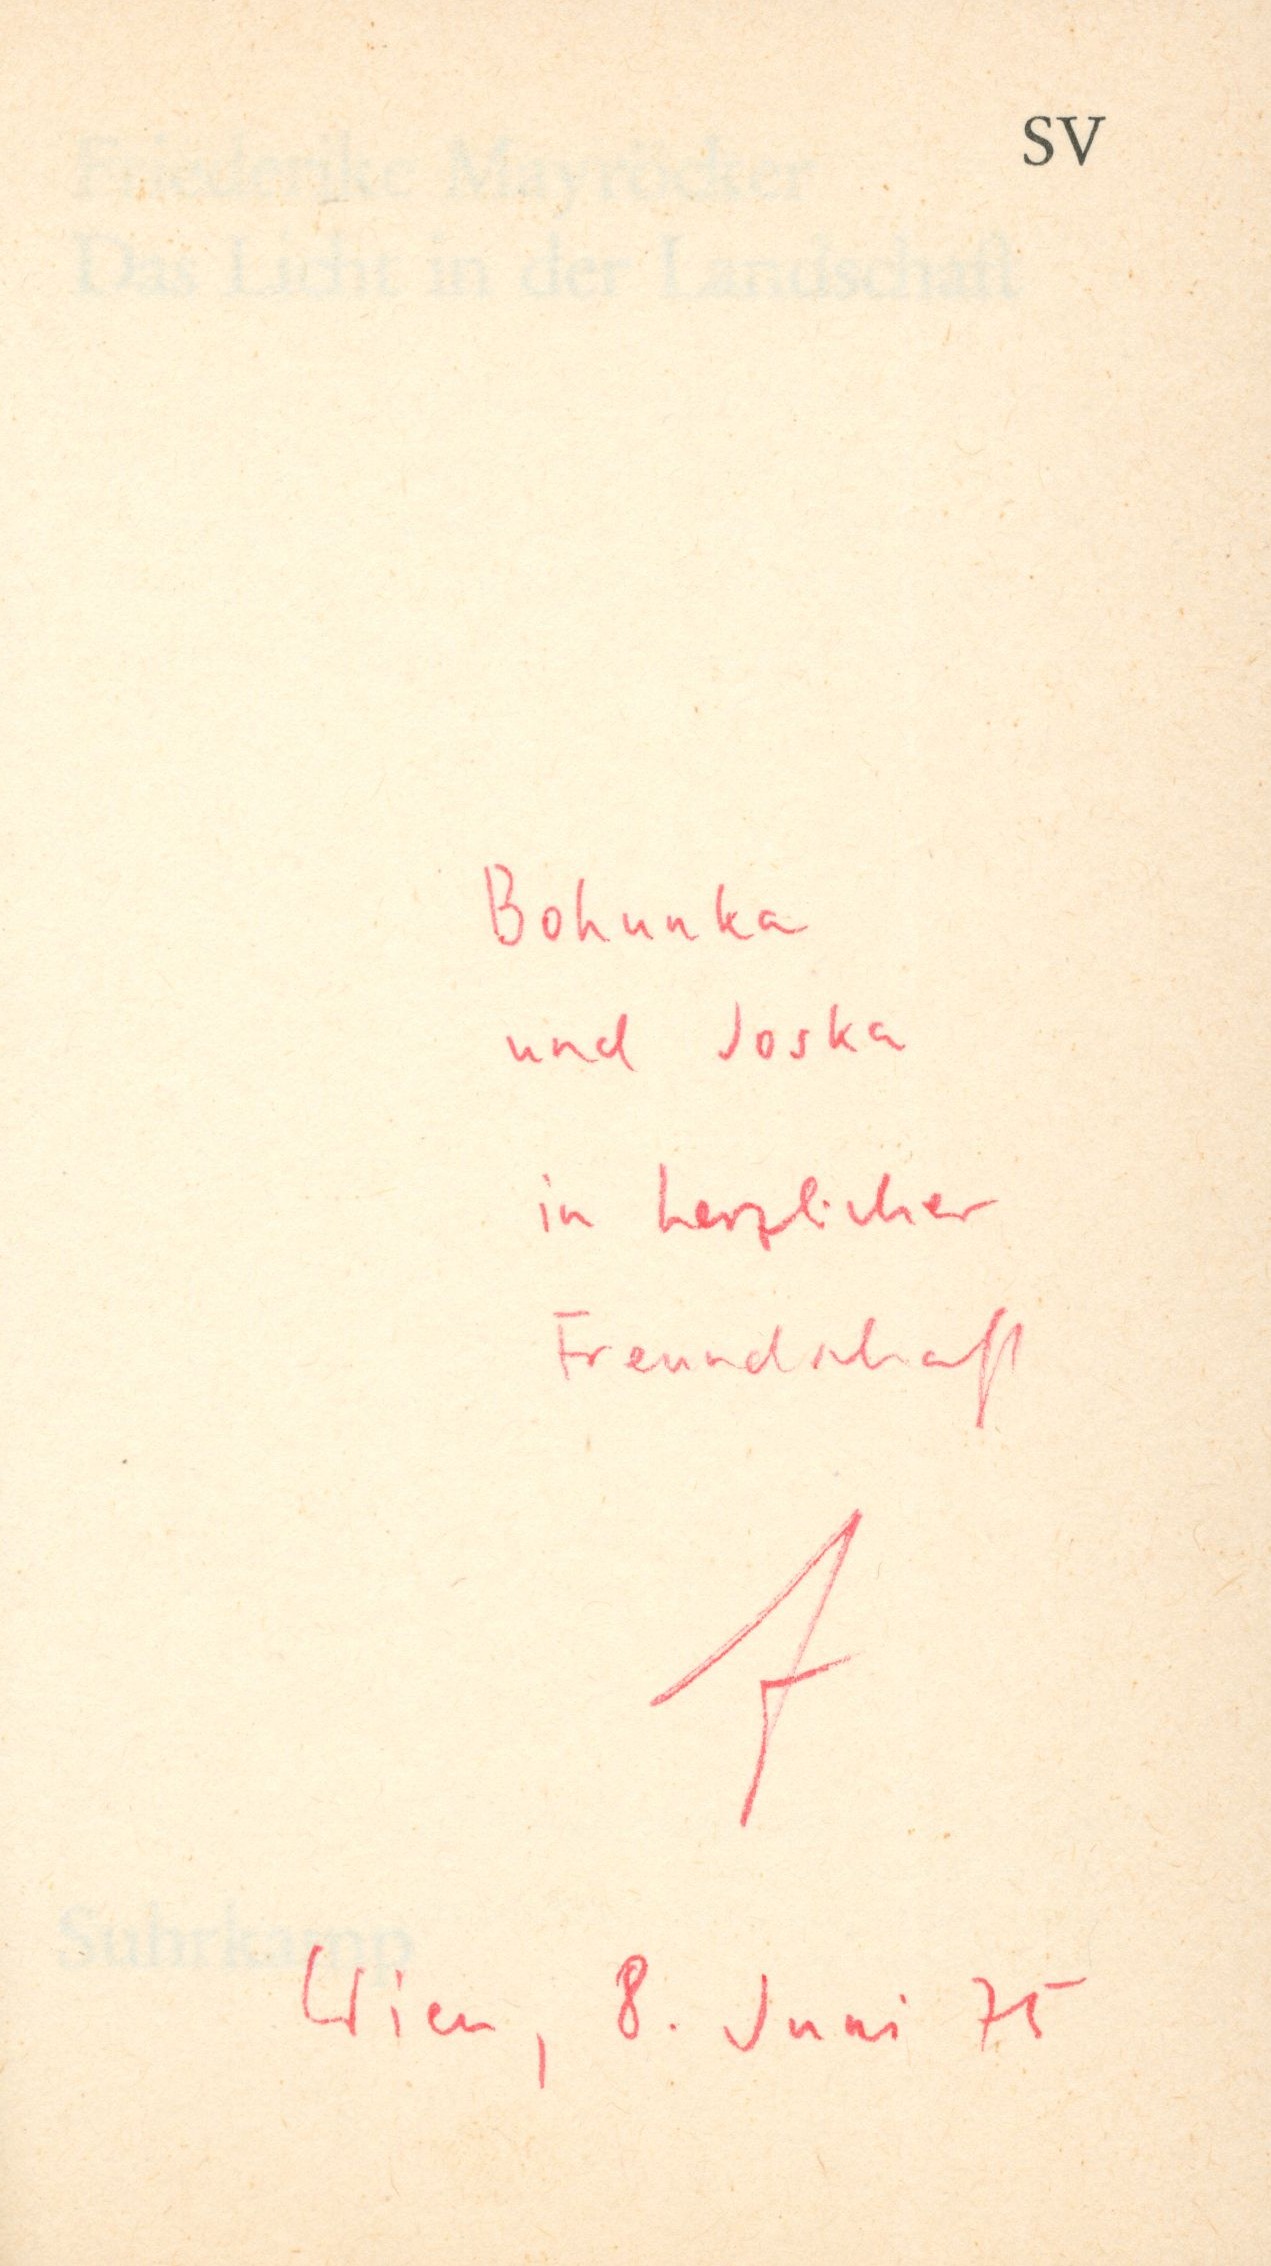 SV
Friederike Mayröcker
Das Licht in der Landschaft
Bohunka
und Joska
in herzlicher
Freundschaft
Suhrkamp
Wien, 8. Juni 75